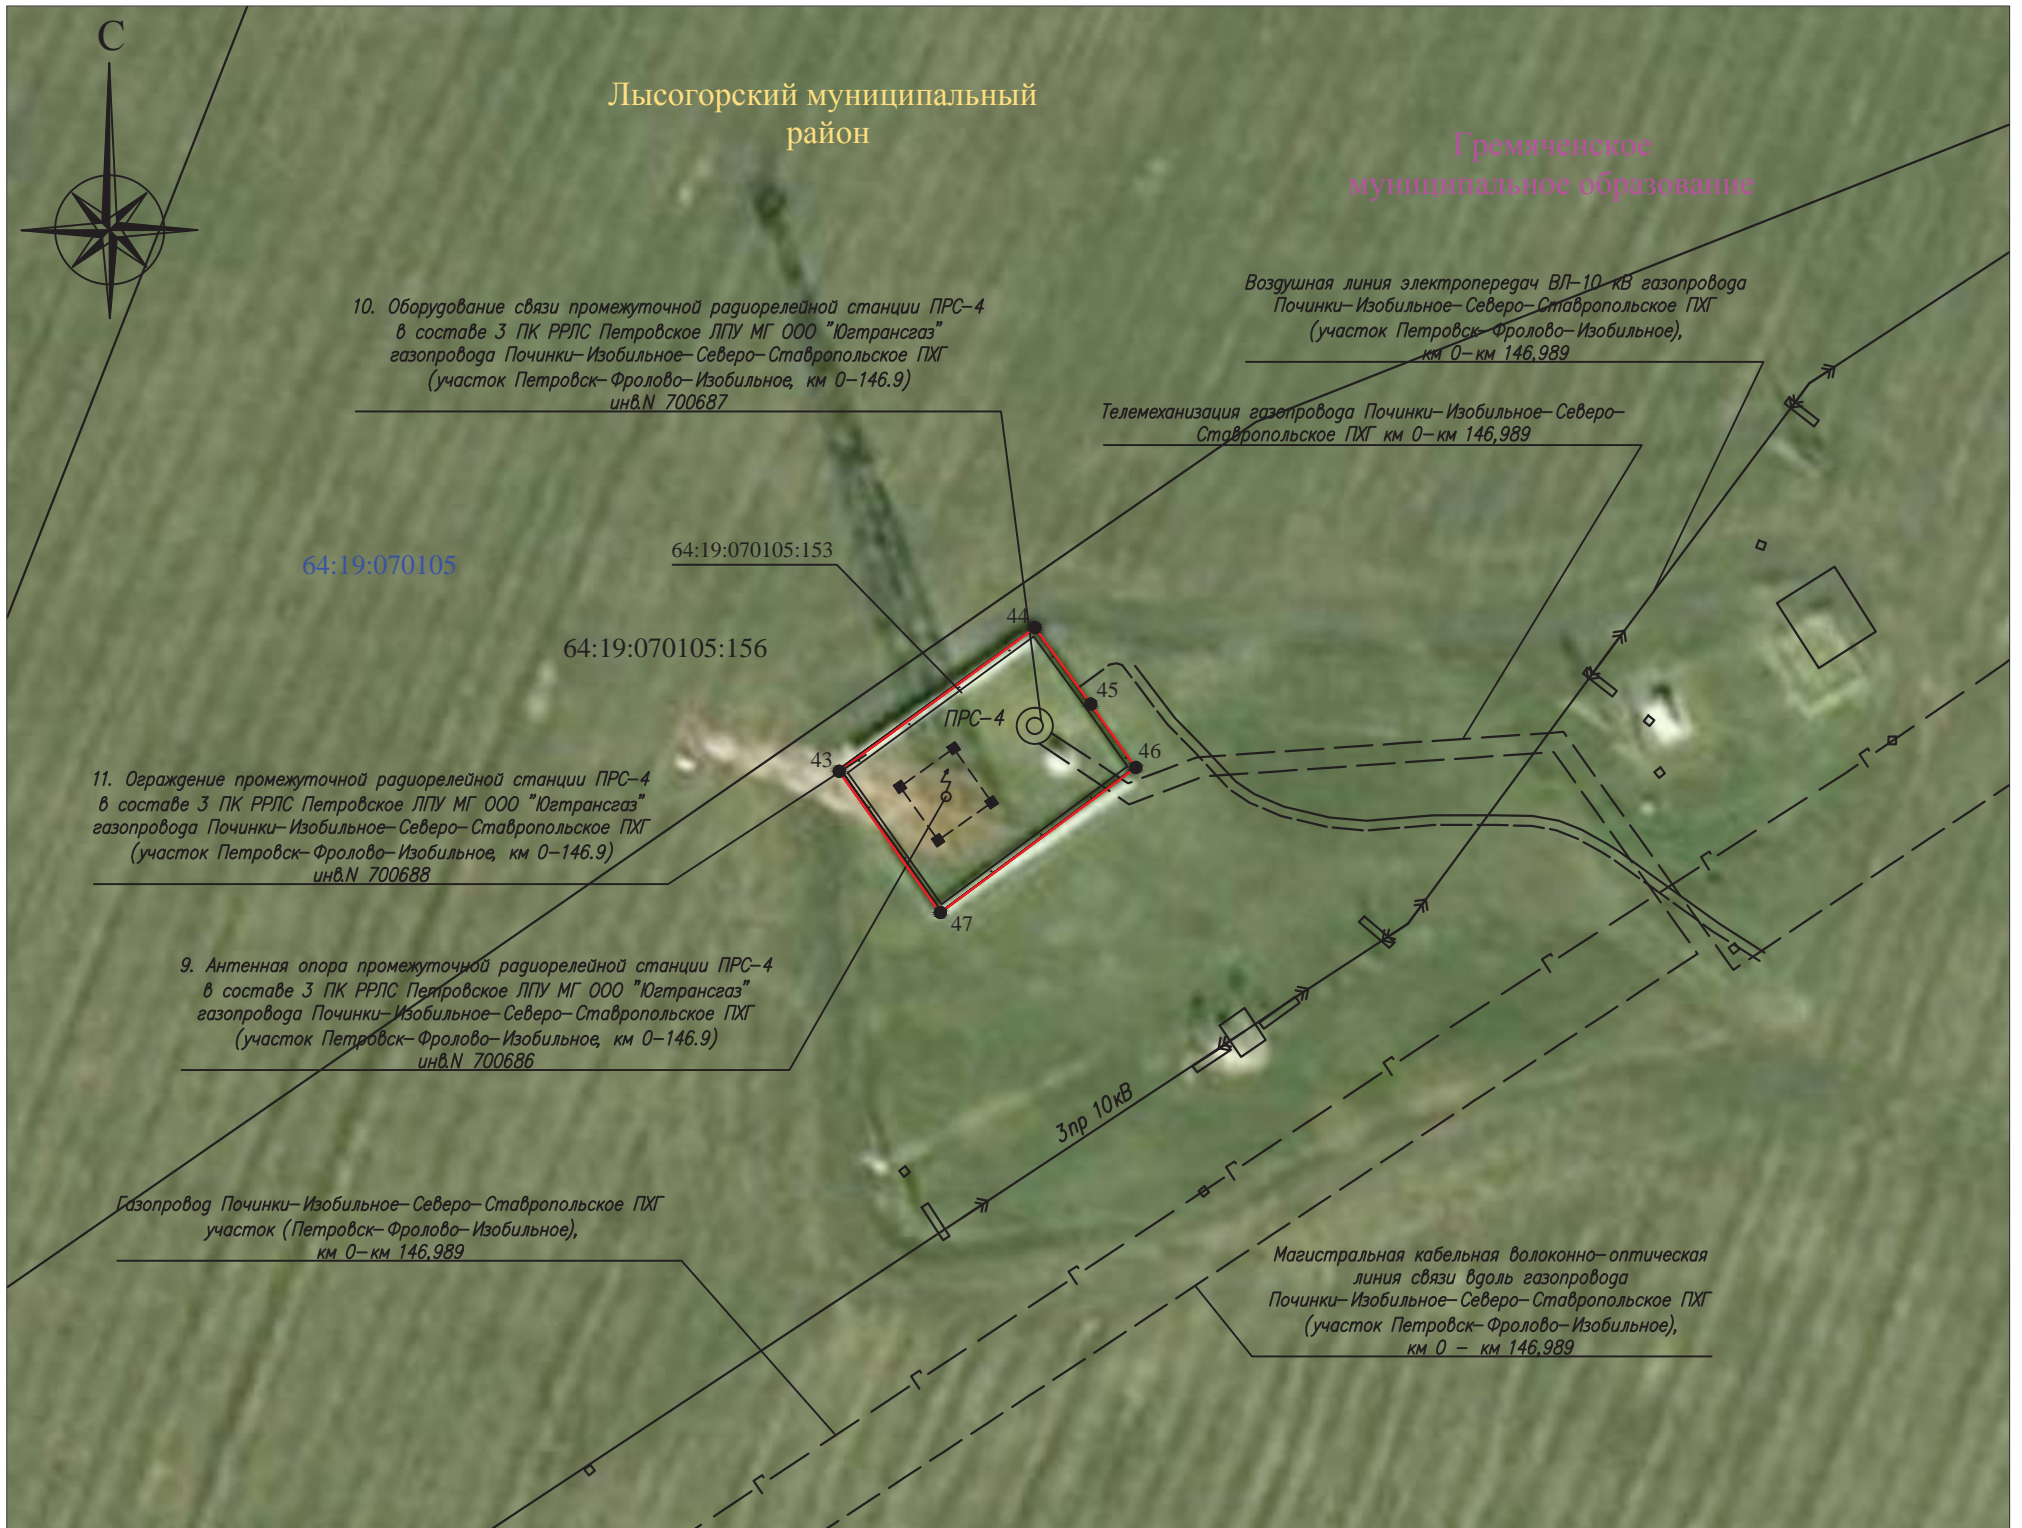 С
Лысогорский муниципальный
район
Гремяченское
муниципальное образование
Воздушная линия электропередач ВЛ-10 кВ газопровода
Починки-Изобильное-Северо-Ставропольское ПХГ
(участок Петровск-Фролово-Изобильное),
км 0-км 146,989
10. Оборудование связи промежуточной радиорелейной станции ПРС-4
в составе 3 ПК РРЛС Петровское ЛПУ МГ ООО "Югтрансгаз"
газопровода Починки-Изобильное-Северо-Ставропольское ПХГ
(участок Петровск-Фролово-Изобильное, км 0-146.9)
инв.N 700687
Телемеханизация газопровода Починки-Изобильное-Северо-
Ставропольское ПХГ км 0-км 146,989
64:19:070105:153
64:19:070105
64:19:070105:156
44
45
ПРС-4
46
43
47
11. Ограждение промежуточной радиорелейной станции ПРС-4
в составе 3 ПК РРЛС Петровское ЛПУ МГ ООО "Югтрансгаз"
газопровода Починки-Изобильное-Северо-Ставропольское ПХГ
(участок Петровск-Фролово-Изобильное, км 0-146.9)
инв.N 700688
9. Антенная опора промежуточной радиорелейной станции ПРС-4
в составе 3 ПК РРЛС Петровское ЛПУ МГ ООО "Югтрансгаз"
газопровода Починки-Изобильное-Северо-Ставропольское ПХГ
(участок Петровск-Фролово-Изобильное, км 0-146.9)
инв.N 700686
3пр 10кВ
Газопровод Починки-Изобильное-Северо-Ставропольское ПХГ
участок (Петровск-Фролово-Изобильное),
км 0-км 146,989
Магистральная кабельная волоконно-оптическая
линия связи вдоль газопровода
Починки-Изобильное-Северо-Ставропольское ПХГ
(участок Петровск-Фролово-Изобильное),
км 0 - км 146,989